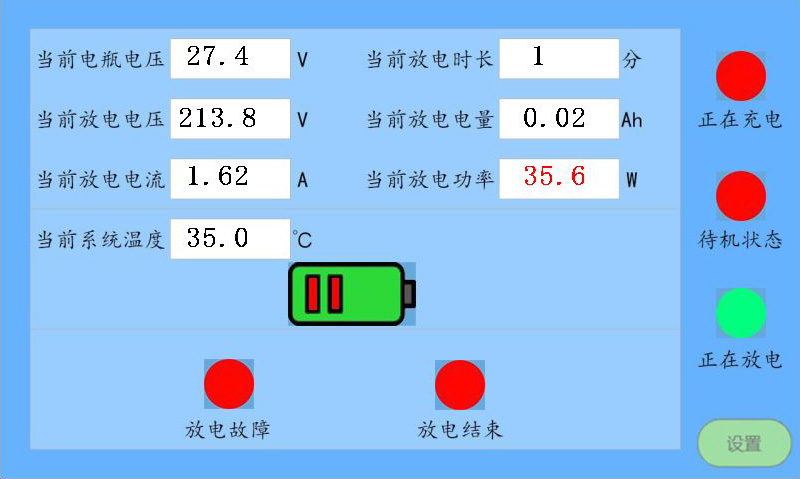 当前电瓶电压 27.4 V 当前放电时长 1 分
当前放电电压 213.8 V 当前放电电量 0.02 Ah
当前放电电流 1.62 A 当前放电功率 35.6 W
当前系统温度 35.0 ℃
正在充电
待机状态
正在放电
放电故障 放电结束
设置